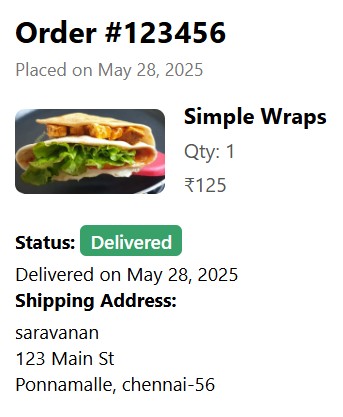 Order #123456
Placed on May 28, 2025
Simple Wraps
Qty: 1
₹125
Status: Delivered
Delivered on May 28, 2025
Shipping Address:
saravanan
123 Main St
Ponnamalle, chennai-56